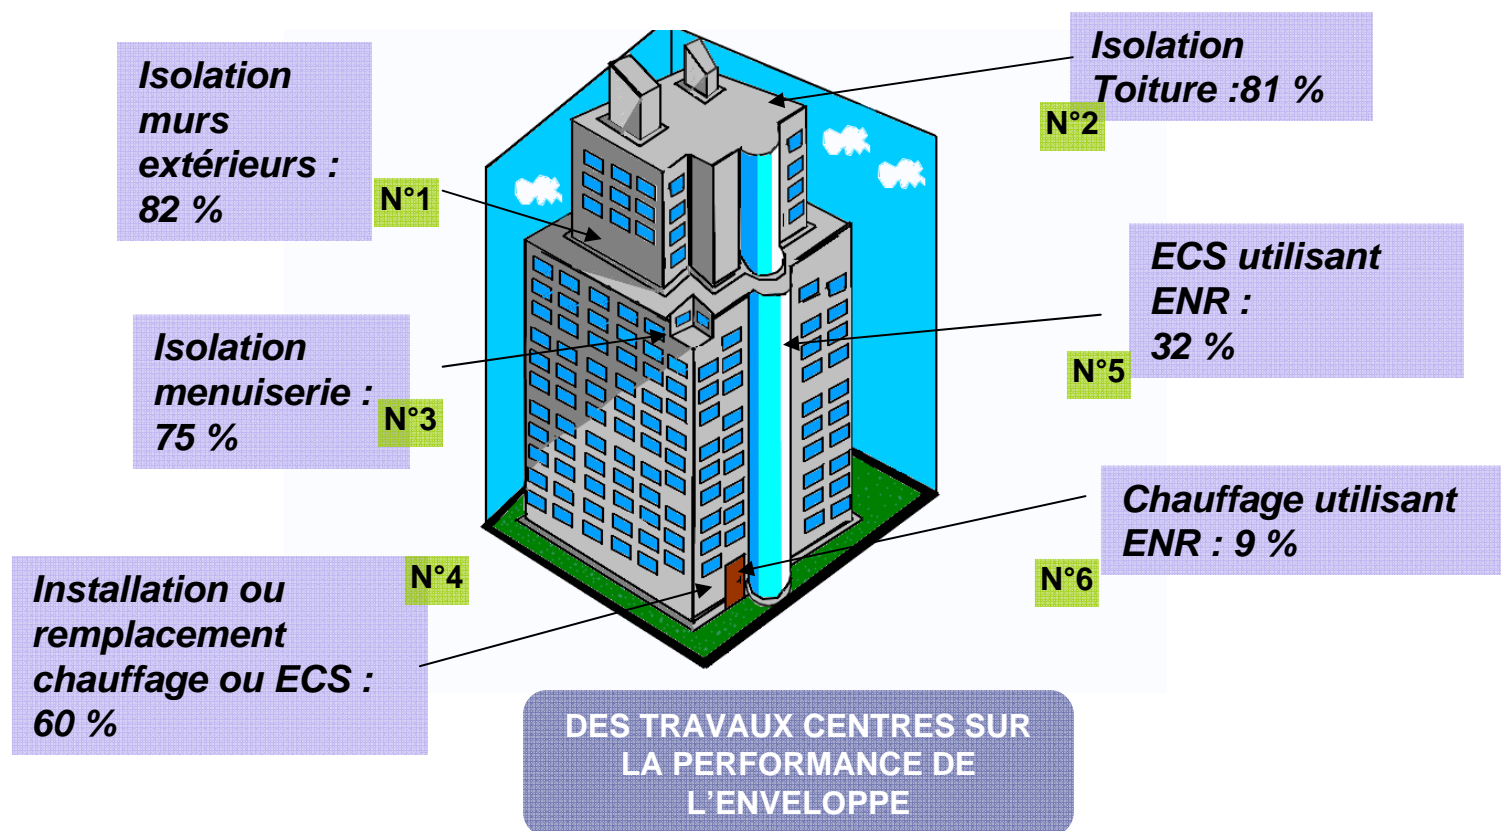 Isolation
murs
extérieurs :
82 %
N°1
Isolation
Toiture :81 %
N°2
Isolation
menuiserie :
75 %
N°3
ECS utilisant
ENR :
32 %
N°5
Installation ou
remplacement
chauffage ou ECS :
60 %
N°4
Chauffage utilisant
ENR : 9 %
N°6
DES TRAVAUX CENTRES SUR
LA PERFORMANCE DE
L’ENVELOPPE